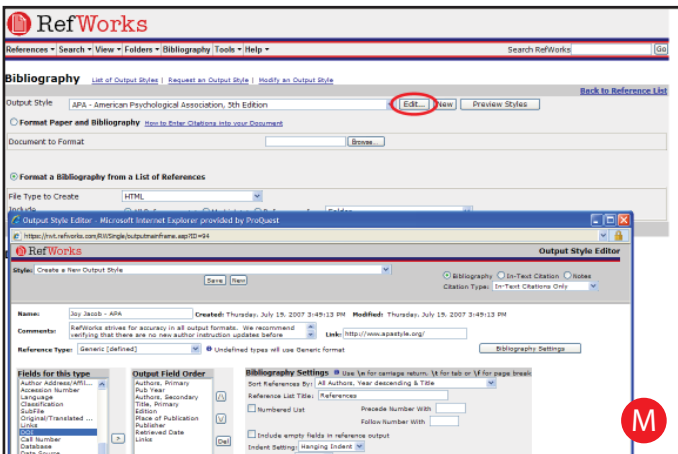 RefWorks
References Search View Folders Bibliography Tools Help Search RefWorks Go
Bibliography List of Output Styles | Request an Output Style | Modify an Output Style
Back to Reference List
Output Style APA - American Psychological Association, 5th Edition Edit... New Preview Styles
Format Paper and Bibliography How to Enter Citations into your Document
Document to Format Browse...
Format a Bibliography from a List of References
File Type to Create HTML
Include
Output Style Editor - Microsoft Internet Explorer provided by ProQuest
RefWorks Output Style Editor
Style: Create a New Output Style
Save New
Bibliography In-Text Citation Notes
Citation Type: In-Text Citations Only
Name: Joy Jacob - APA Created: Thursday, July 19, 2007 3:49:13 PM Modified: Thursday, July 19, 2007 3:49:13 PM
Comments: RefWorks strives for accuracy in all output formats. We recommend
verifying that there are no new author instruction updates before
Link: http://www.apastyle.org/
Reference Type: Generic [defined] Undefined types will use Generic format Bibliography Settings
Fields for this type
Author Address/Affil...
Accession Number
Language
Classification
SubFile
Original/Translated ...
Links
DOI
Call Number
Database
Data Source
>
Output Field Order
Authors, Primary
Pub Year
Authors, Secondary
Title, Primary
Edition
Place of Publication
Publisher
Retrieved Date
Links
Del
Bibliography Settings Use \n for carriage return, \t for tab or \f for page break
Sort References By: All Authors, Year descending & Title
Reference List Title: References
Numbered List Precede Number With
Follow Number With
Include empty fields in reference output
Indent Setting: Hanging Indent
M